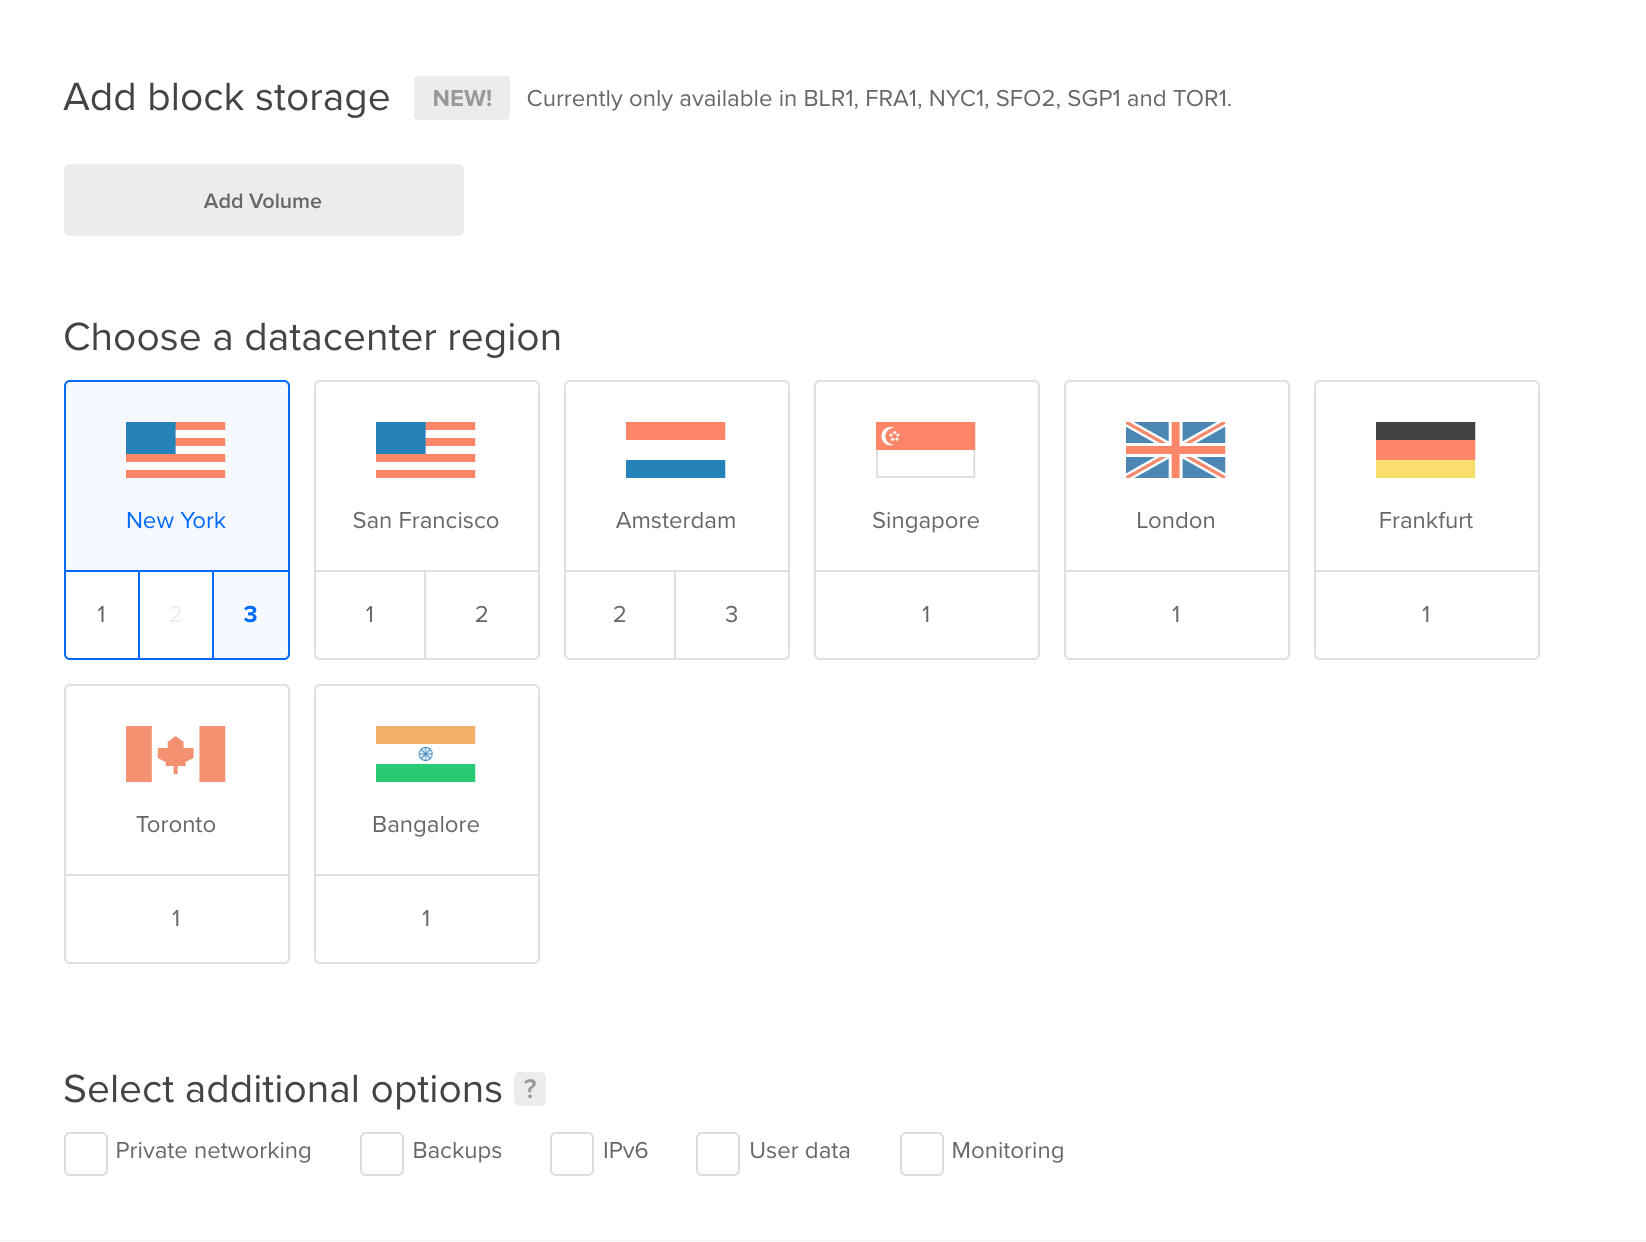 Add block storage NEW! Currently only available in BLR1, FRA1, NYC1, SFO2, SGP1 and TOR1.
Add Volume
Choose a datacenter region
New York San Francisco Amsterdam Singapore London Frankfurt
1 2 3 1 2 2 3 1 1 1
Toronto Bangalore
1 1
Select additional options ?
Private networking Backups IPv6 User data Monitoring